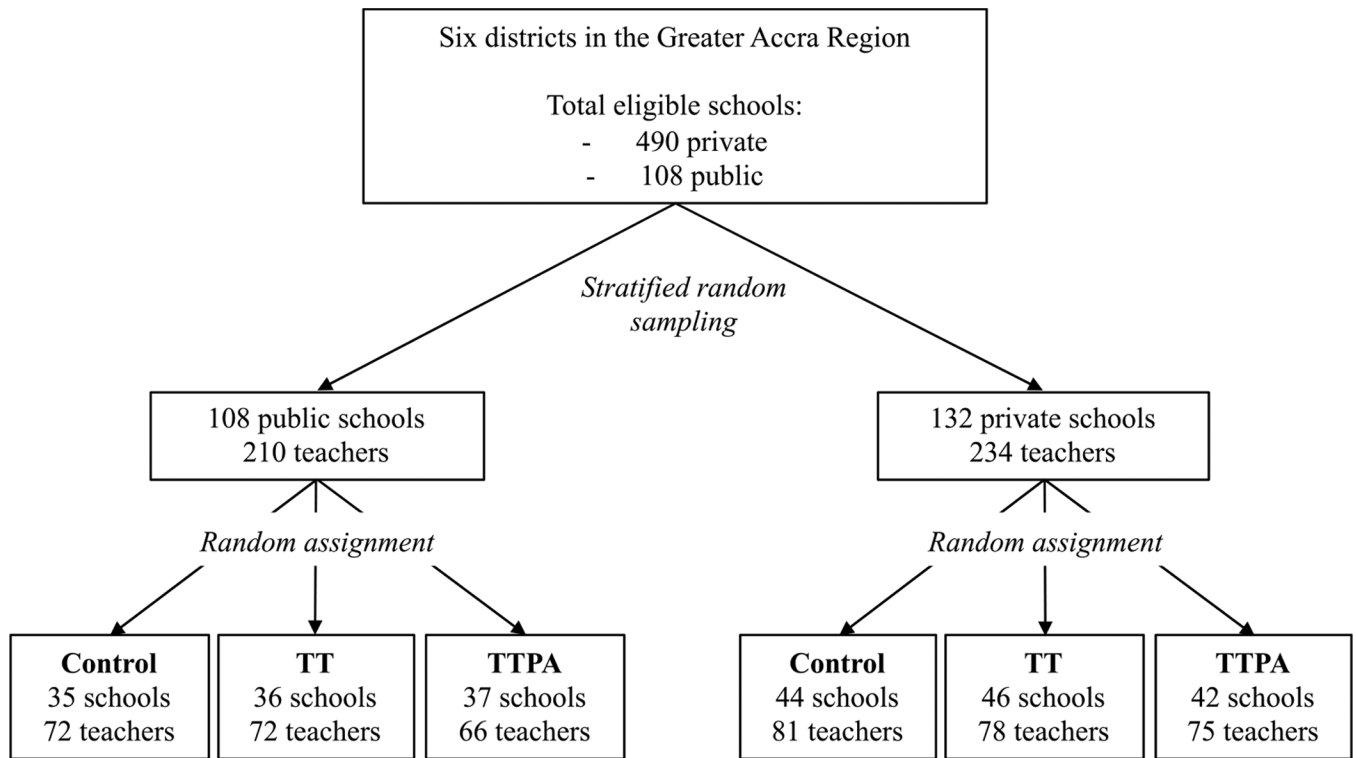 Six districts in the Greater Accra Region
Total eligible schools:
- 490 private
- 108 public
Stratified random
sampling
108 public schools
210 teachers
132 private schools
234 teachers
Random assignment
Random assignment
Control
35 schools
72 teachers
TT
36 schools
72 teachers
TTPA
37 schools
66 teachers
Control
44 schools
81 teachers
TT
46 schools
78 teachers
TTPA
42 schools
75 teachers